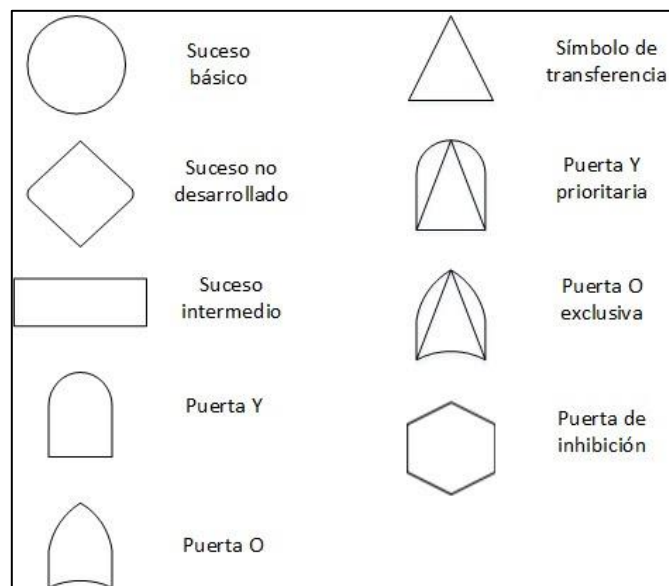 Suceso
básico
Símbolo de
transferencia
Suceso no
desarrollado
Puerta Y
prioritaria
Suceso
intermedio
Puerta O
exclusiva
Puerta Y
Puerta de
inhibición
Puerta O